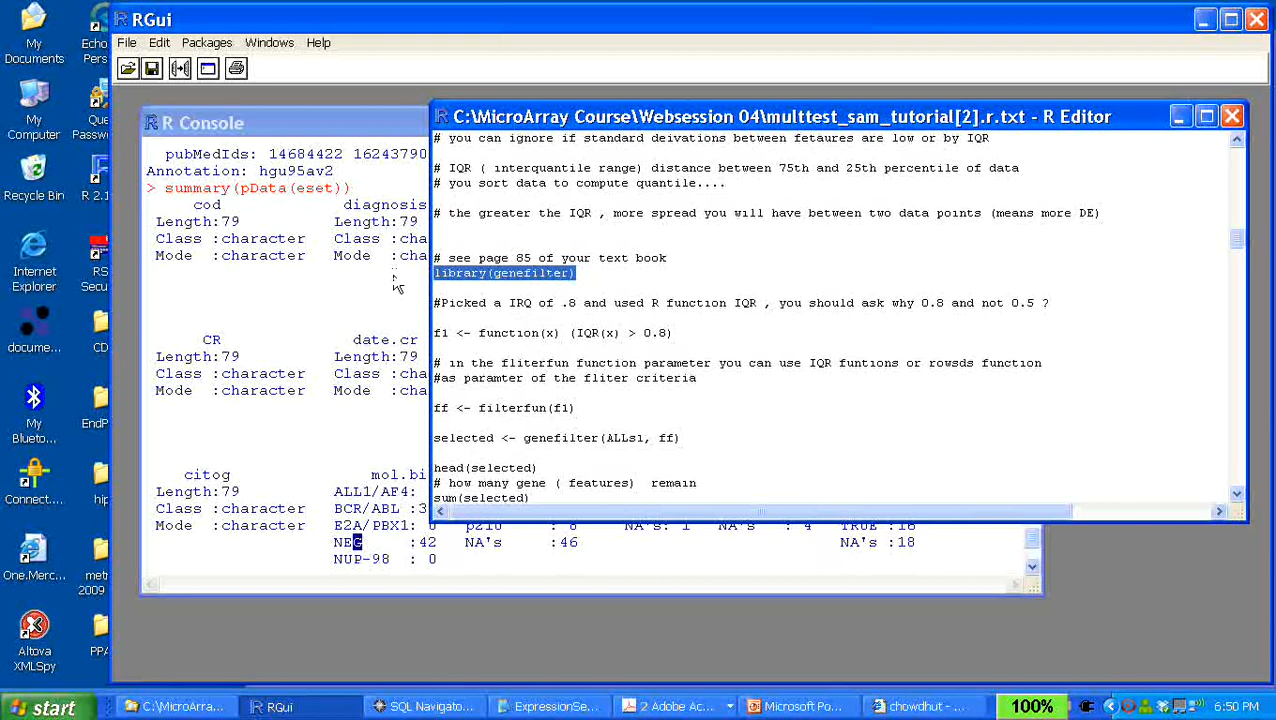 RGui
File Edit Packages Windows Help
My Documents
Echo
Pers
My Computer
Que
Passwo
Recycle Bin
R 2.1
Internet Explorer
RS
docume...
CD
My Blueto...
EndP
Connect....
hip
One.Merc...
metr
2009
Altova XMLSpy
PPA
R Console
pubMedIds: 14684422 16243790
Annotation: hgu95av2
> summary(pData(eset))
cod diagnosis
Length:79 Length:79
Class :character Class :cha
Mode :character Mode :cha
CR date.cr
Length:79 Length:79
Class :character Class :cha
Mode :character Mode :cha
citog mol.bi
Length:79 ALL1/AF4:
Class :character BCR/ABL :3
Mode :character E2A/PBX1: 0 p210 : 8 NA's: 1 NA's : 4 TRUE :18
NEG :42 NA's :46 NA's :18
NUP-98 : 0
C:\MicroArray Course\Websession 04\multtest_sam_tutorial[2].r.txt - R Editor
# you can ignore if standard deivations between fetaures are low or by IQR
# IQR ( interquantile range) distance between 75th and 25th percentile of data
# you sort data to compute quantile....
# the greater the IQR , more spread you will have between two data points (means more DE)
# see page 85 of your text book
library(genefilter)
#Picked a IRQ of .8 and used R function IQR , you should ask why 0.8 and not 0.5 ?
f1 <- function(x) (IQR(x) > 0.8)
# in the fliterfun function parameter you can use IQR funtions or rowsds function
#as paramter of the fliter criteria
ff <- filterfun(f1)
selected <- genefilter(ALLs1, ff)
head(selected)
# how many gene ( features) remain
sum(selected)
start C:\MicroArra... RGui SQL Navigato... ExpressionSe... 2 Adobe Ac... Microsoft Po... chowdhut - ... 100% 6:50 PM